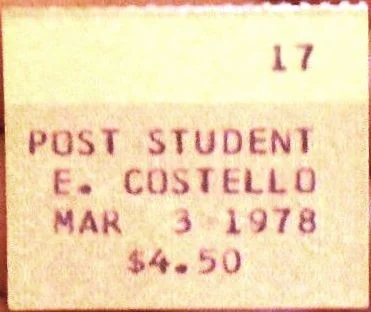 17
POST STUDENT
E. COSTELLO
MAR 3 1978
$4.50